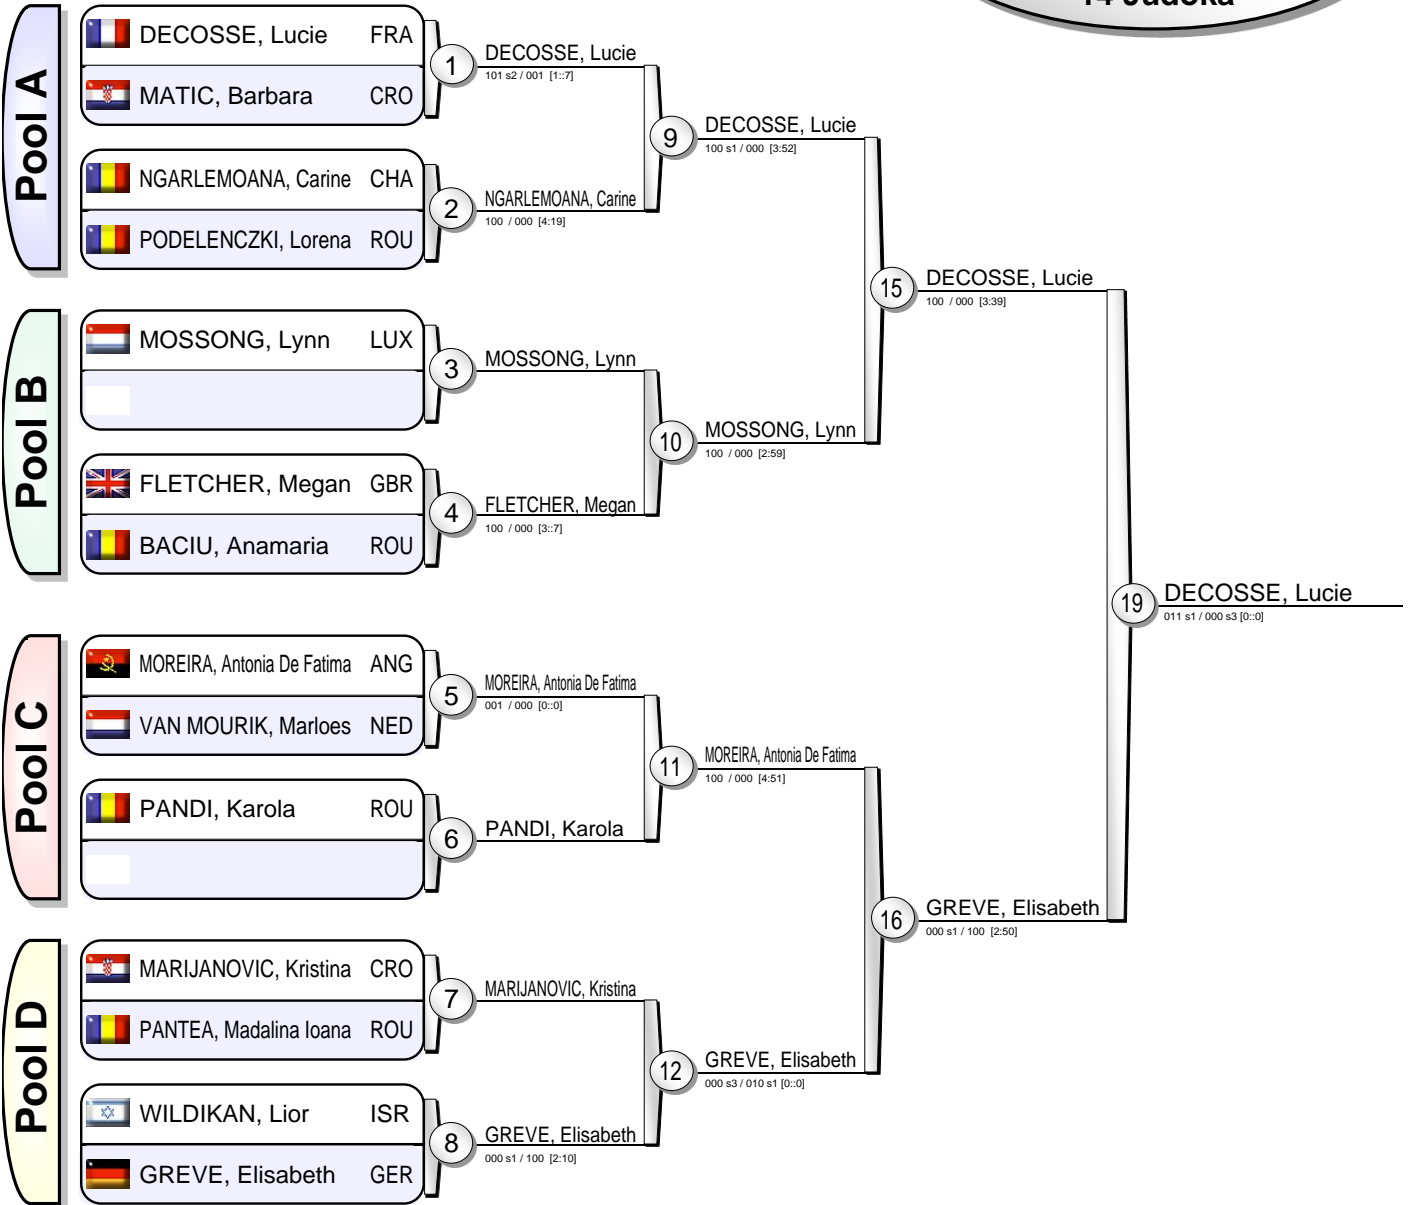 14 Judoka
Pool A
DECOSSE, Lucie FRA
MATIC, Barbara CRO
NGARLEMOANA, Carine CHA
PODELENCZKI, Lorena ROU
1
DECOSSE, Lucie
101 s2 / 001 [1::7]
2
NGARLEMOANA, Carine
100 / 000 [4:19]
9
DECOSSE, Lucie
100 s1 / 000 [3:52]
Pool B
MOSSONG, Lynn LUX
FLETCHER, Megan GBR
BACIU, Anamaria ROU
3
MOSSONG, Lynn
4
FLETCHER, Megan
100 / 000 [3::7]
10
MOSSONG, Lynn
100 / 000 [2:59]
15
DECOSSE, Lucie
100 / 000 [3:39]
19
DECOSSE, Lucie
011 s1 / 000 s3 [0::0]
Pool C
MOREIRA, Antonia De Fatima ANG
VAN MOURIK, Marloes NED
PANDI, Karola ROU
5
MOREIRA, Antonia De Fatima
001 / 000 [0::0]
6
PANDI, Karola
11
MOREIRA, Antonia De Fatima
100 / 000 [4:51]
Pool D
MARIJANOVIC, Kristina CRO
PANTEA, Madalina Ioana ROU
WILDIKAN, Lior ISR
GREVE, Elisabeth GER
7
MARIJANOVIC, Kristina
8
GREVE, Elisabeth
000 s1 / 100 [2:10]
12
GREVE, Elisabeth
000 s3 / 010 s1 [0::0]
16
GREVE, Elisabeth
000 s1 / 100 [2:50]